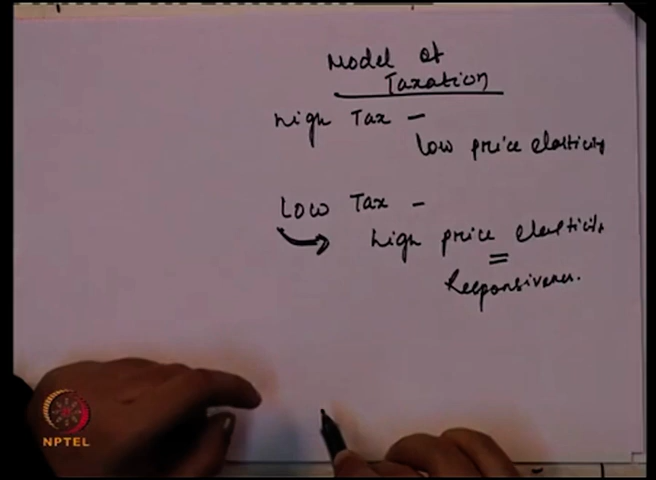 Model of
Taxation
high Tax -
low price elasticity
Low Tax -
high price elasticity
=
Responsiveness.
NPTEL